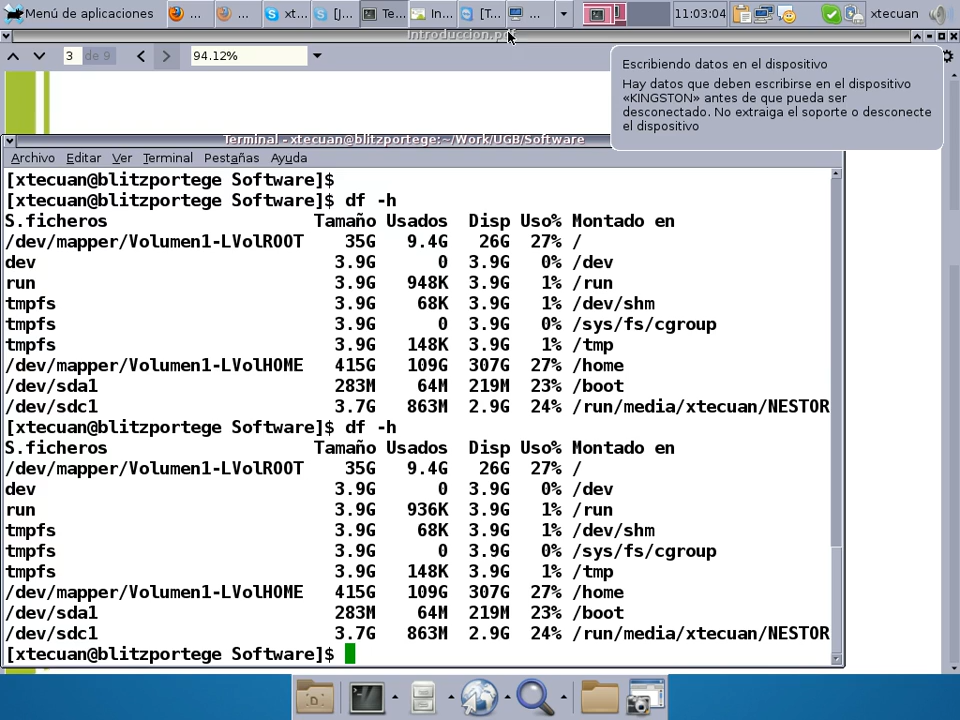 Menú de aplicaciones ... ... xt... [J... Te... In... [T... ... 11:03:04 xtecuan
Introduccion.pdf
3 de 9 94.12%
Escribiendo datos en el dispositivo
Hay datos que deben escribirse en el dispositivo
«KINGSTON» antes de que pueda ser
desconectado. No extraiga el soporte o desconecte
el dispositivo
Terminal - xtecuan@blitzportege:~/Work/UGB/Software
Archivo Editar Ver Terminal Pestañas Ayuda
[xtecuan@blitzportege Software]$
[xtecuan@blitzportege Software]$ df -h
S.ficheros Tamaño Usados Disp Uso% Montado en
/dev/mapper/Volumen1-LVolROOT 35G 9.4G 26G 27% /
dev 3.9G 0 3.9G 0% /dev
run 3.9G 948K 3.9G 1% /run
tmpfs 3.9G 68K 3.9G 1% /dev/shm
tmpfs 3.9G 0 3.9G 0% /sys/fs/cgroup
tmpfs 3.9G 148K 3.9G 1% /tmp
/dev/mapper/Volumen1-LVolHOME 415G 109G 307G 27% /home
/dev/sda1 283M 64M 219M 23% /boot
/dev/sdc1 3.7G 863M 2.9G 24% /run/media/xtecuan/NESTOR
[xtecuan@blitzportege Software]$ df -h
S.ficheros Tamaño Usados Disp Uso% Montado en
/dev/mapper/Volumen1-LVolROOT 35G 9.4G 26G 27% /
dev 3.9G 0 3.9G 0% /dev
run 3.9G 936K 3.9G 1% /run
tmpfs 3.9G 68K 3.9G 1% /dev/shm
tmpfs 3.9G 0 3.9G 0% /sys/fs/cgroup
tmpfs 3.9G 148K 3.9G 1% /tmp
/dev/mapper/Volumen1-LVolHOME 415G 109G 307G 27% /home
/dev/sda1 283M 64M 219M 23% /boot
/dev/sdc1 3.7G 863M 2.9G 24% /run/media/xtecuan/NESTOR
[xtecuan@blitzportege Software]$